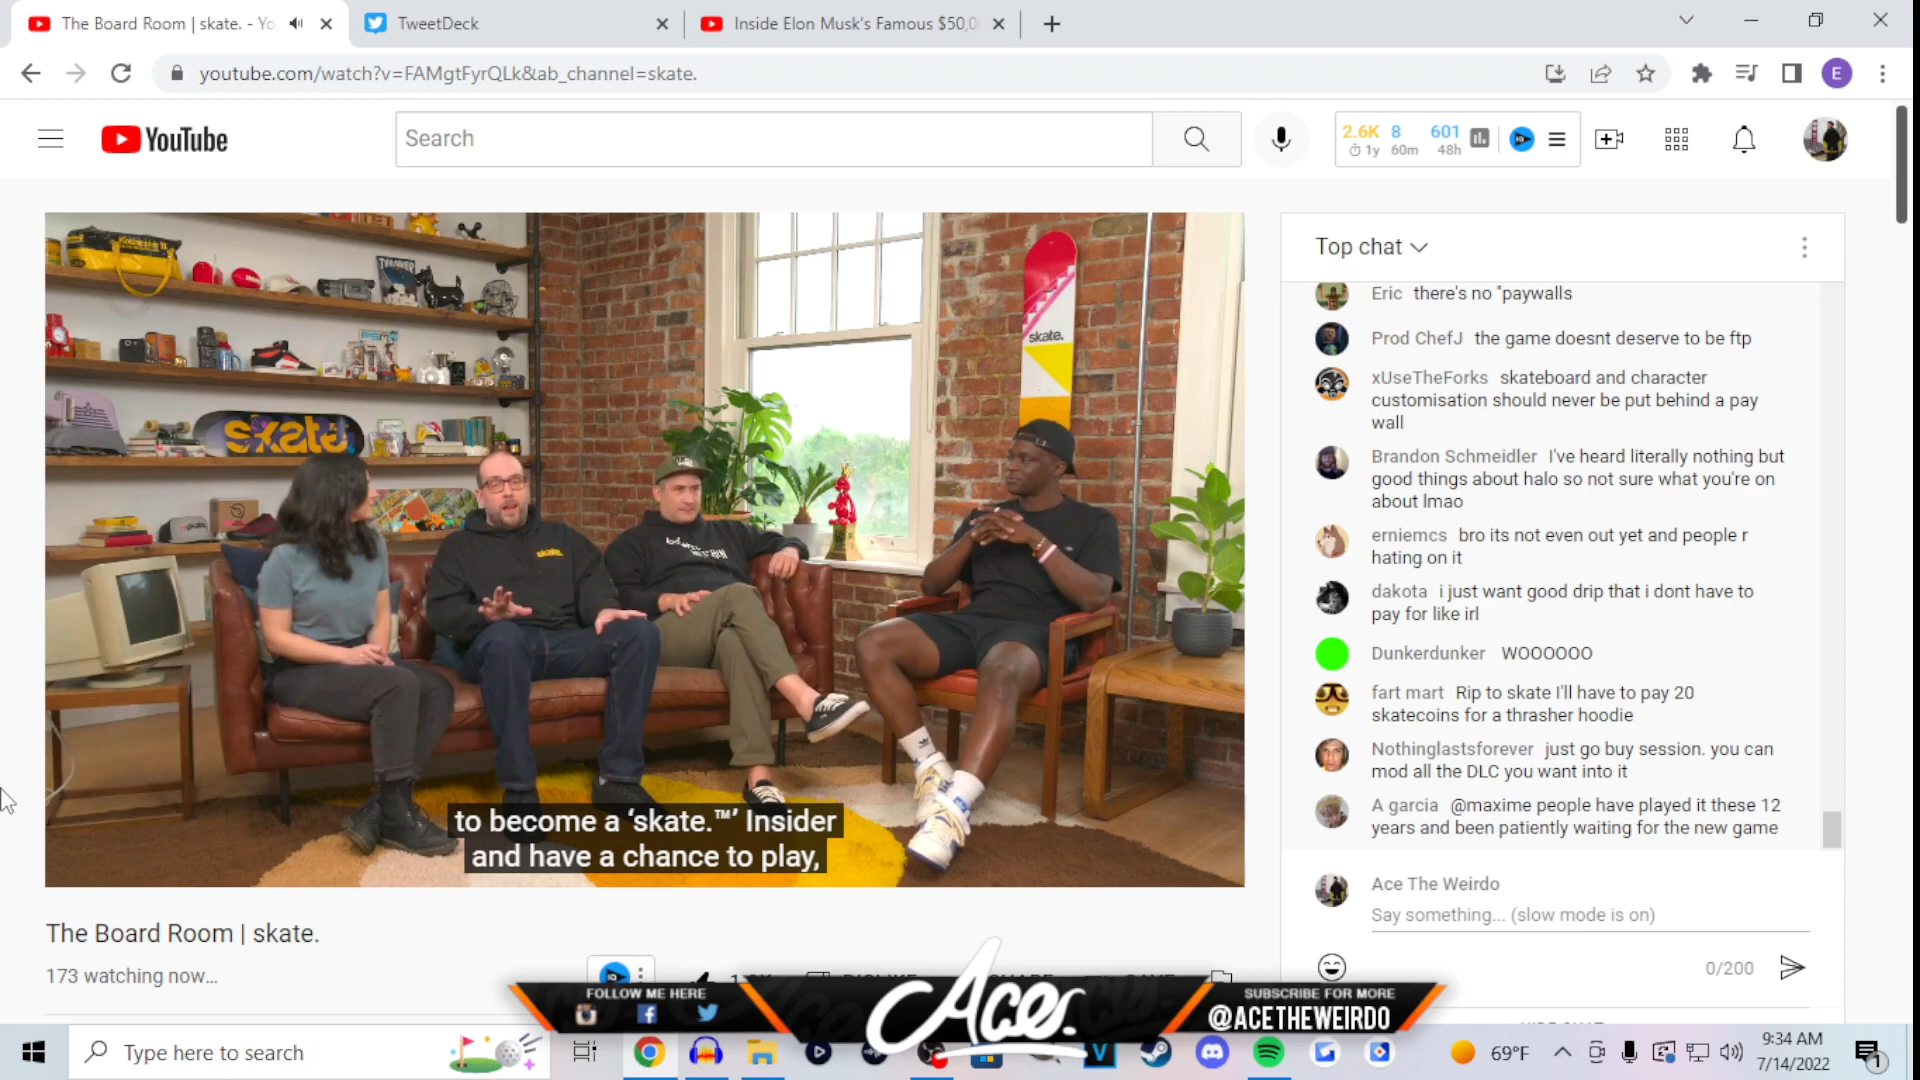 The Board Room | skate. - Yo
TweetDeck
Inside Elon Musk's Famous $50,0
youtube.com/watch?v=FAMgtFyrQLk&ab_channel=skate.
E
YouTube
Search
2.6K 8 601
1y 60m 48h
THRASHER
skate.
skate
skate.
to become a ‘skate.™’ Insider
and have a chance to play,
Top chat
Eric there's no "paywalls
Prod ChefJ the game doesnt deserve to be ftp
xUseTheForks skateboard and character
customisation should never be put behind a pay
wall
Brandon Schmeidler I've heard literally nothing but
good things about halo so not sure what you're on
about lmao
erniemcs bro its not even out yet and people r
hating on it
dakota i just want good drip that i dont have to
pay for like irl
Dunkerdunker WOOOOOO
fart mart Rip to skate I'll have to pay 20
skatecoins for a thrasher hoodie
Nothinglastsforever just go buy session. you can
mod all the DLC you want into it
A garcia @maxime people have played it these 12
years and been patiently waiting for the new game
Ace The Weirdo
Say something... (slow mode is on)
0/200
The Board Room | skate.
173 watching now...
DISLIKE
SHARE
SAVE
FOLLOW ME HERE
Ace.
SUBSCRIBE FOR MORE
@ACETHEWEIRDO
Type here to search
69°F
9:34 AM
7/14/2022
1